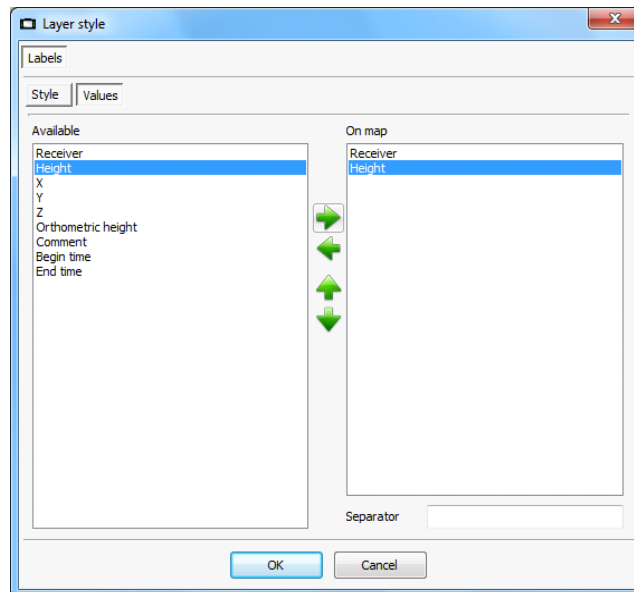 Layer style
Labels
Style
Values
Available
On map
Receiver
Height
X
Y
Z
Orthometric height
Comment
Begin time
End time
Receiver
Height
Separator
OK
Cancel